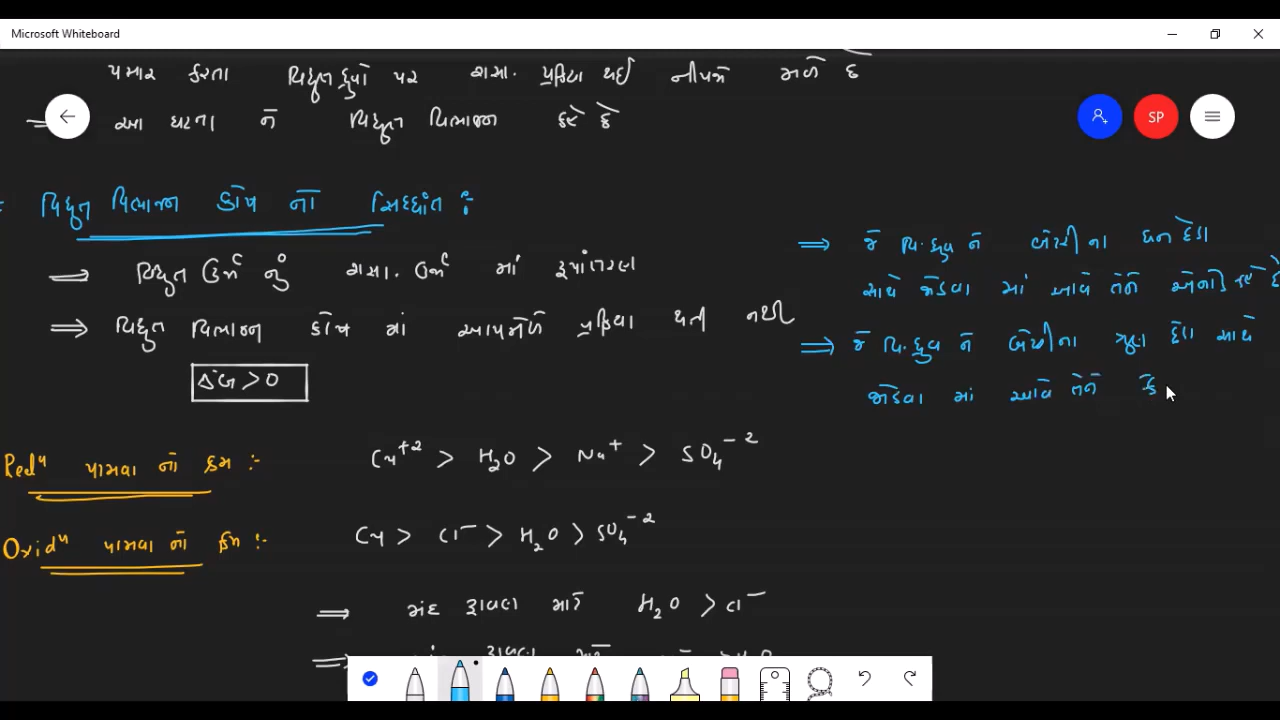 Microsoft Whiteboard
પસાર કરતા વિદ્યુત ધ્રુવો પર રાસા. પ્રક્રિયા થઈ નીપજો મળે છે
⇒ આ ઘટના ને વિદ્યુત વિભાજન કહે છે
SP
વિદ્યુત વિભાજન કોષ નો સિદ્ધાંત :
⇒ વિદ્યુત ઉર્જા નું રાસા. ઉર્જા માં રૂપાંતરણ
⇒ વિદ્યુત વિભાજન કોષ માં આપમેળે પ્રક્રિયા થતી નથી
ΔG > 0
⇒ જે વિ.ધ્રુવ ને બેટરીના ધન છેડા
સાથે જોડવા માં આવે તેને એનોડ કહે છે
⇒ જે વિ.ધ્રુવ ને બેટરીના ઋણ છેડા સાથે
જોડવા માં આવે તેને કે
Redⁿ પામવા નો ક્રમ :-
Cu+2 > H2O > Na+ > SO4-2
Oxidⁿ પામવા નો ક્રમ :-
Cu > Cl- > H2O > SO4-2
⇒ મંદ દ્રાવણ માટે H2O > Cl-